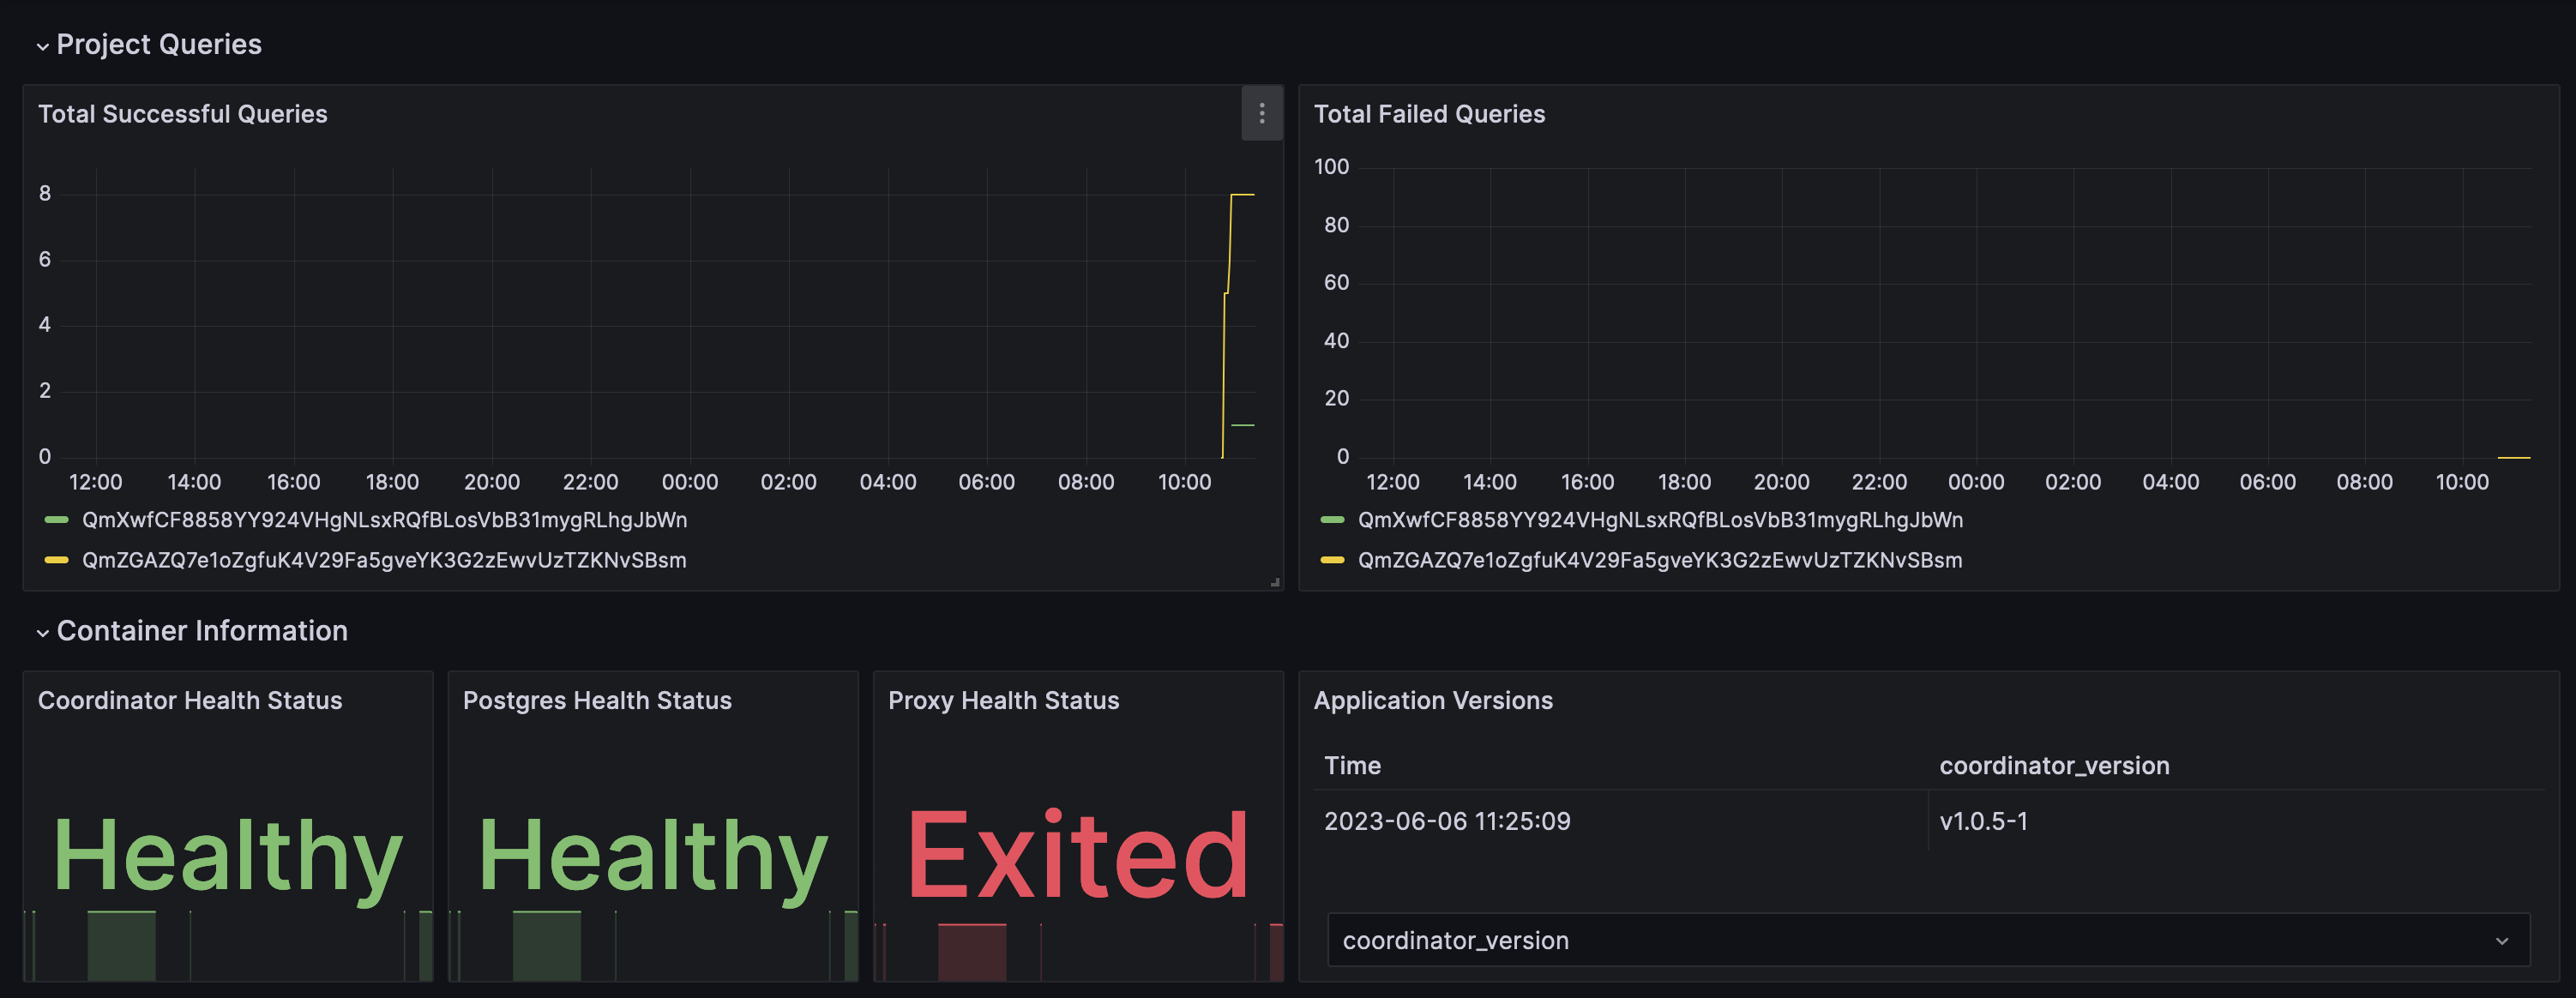 Project Queries
Total Successful Queries
8
6
4
2
0
12:00 14:00 16:00 18:00 20:00 22:00 00:00 02:00 04:00 06:00 08:00 10:00
QmXwfCF8858YY924VHgNLsxRQfBLosVbB31mygRLhgJbWn
QmZGAZQ7e1oZgfuK4V29Fa5gveYK3G2zEwvUzTZKNvSBsm
Total Failed Queries
100
80
60
40
20
0
12:00 14:00 16:00 18:00 20:00 22:00 00:00 02:00 04:00 06:00 08:00 10:00
QmXwfCF8858YY924VHgNLsxRQfBLosVbB31mygRLhgJbWn
QmZGAZQ7e1oZgfuK4V29Fa5gveYK3G2zEwvUzTZKNvSBsm
Container Information
Coordinator Health Status
Healthy
Postgres Health Status
Healthy
Proxy Health Status
Exited
Application Versions
Time coordinator_version
2023-06-06 11:25:09 v1.0.5-1
coordinator_version